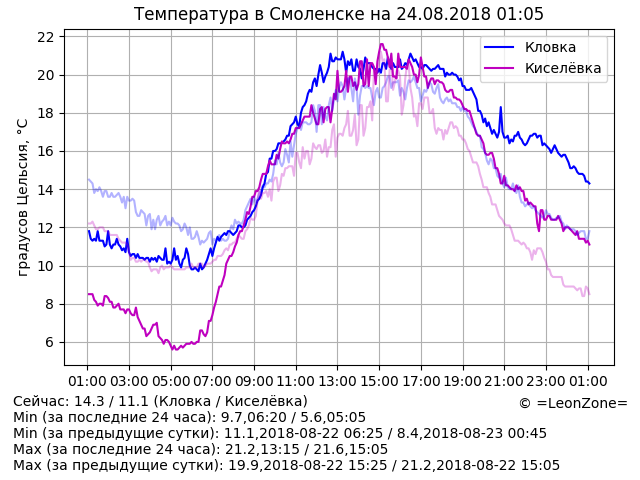 Температура в Смоленске на 24.08.2018 01:05
22
20
18
16
14
12
10
8
6
градусов Цельсия, °C
Кловка
Киселёвка
01:00 03:00 05:00 07:00 09:00 11:00 13:00 15:00 17:00 19:00 21:00 23:00 01:00
Сейчас: 14.3 / 11.1 (Кловка / Киселёвка)
© =LeonZone=
Min (за последние 24 часа): 9.7,06:20 / 5.6,05:05
Min (за предыдущие сутки): 11.1,2018-08-22 06:25 / 8.4,2018-08-23 00:45
Max (за последние 24 часа): 21.2,13:15 / 21.6,15:05
Max (за предыдущие сутки): 19.9,2018-08-22 15:25 / 21.2,2018-08-22 15:05